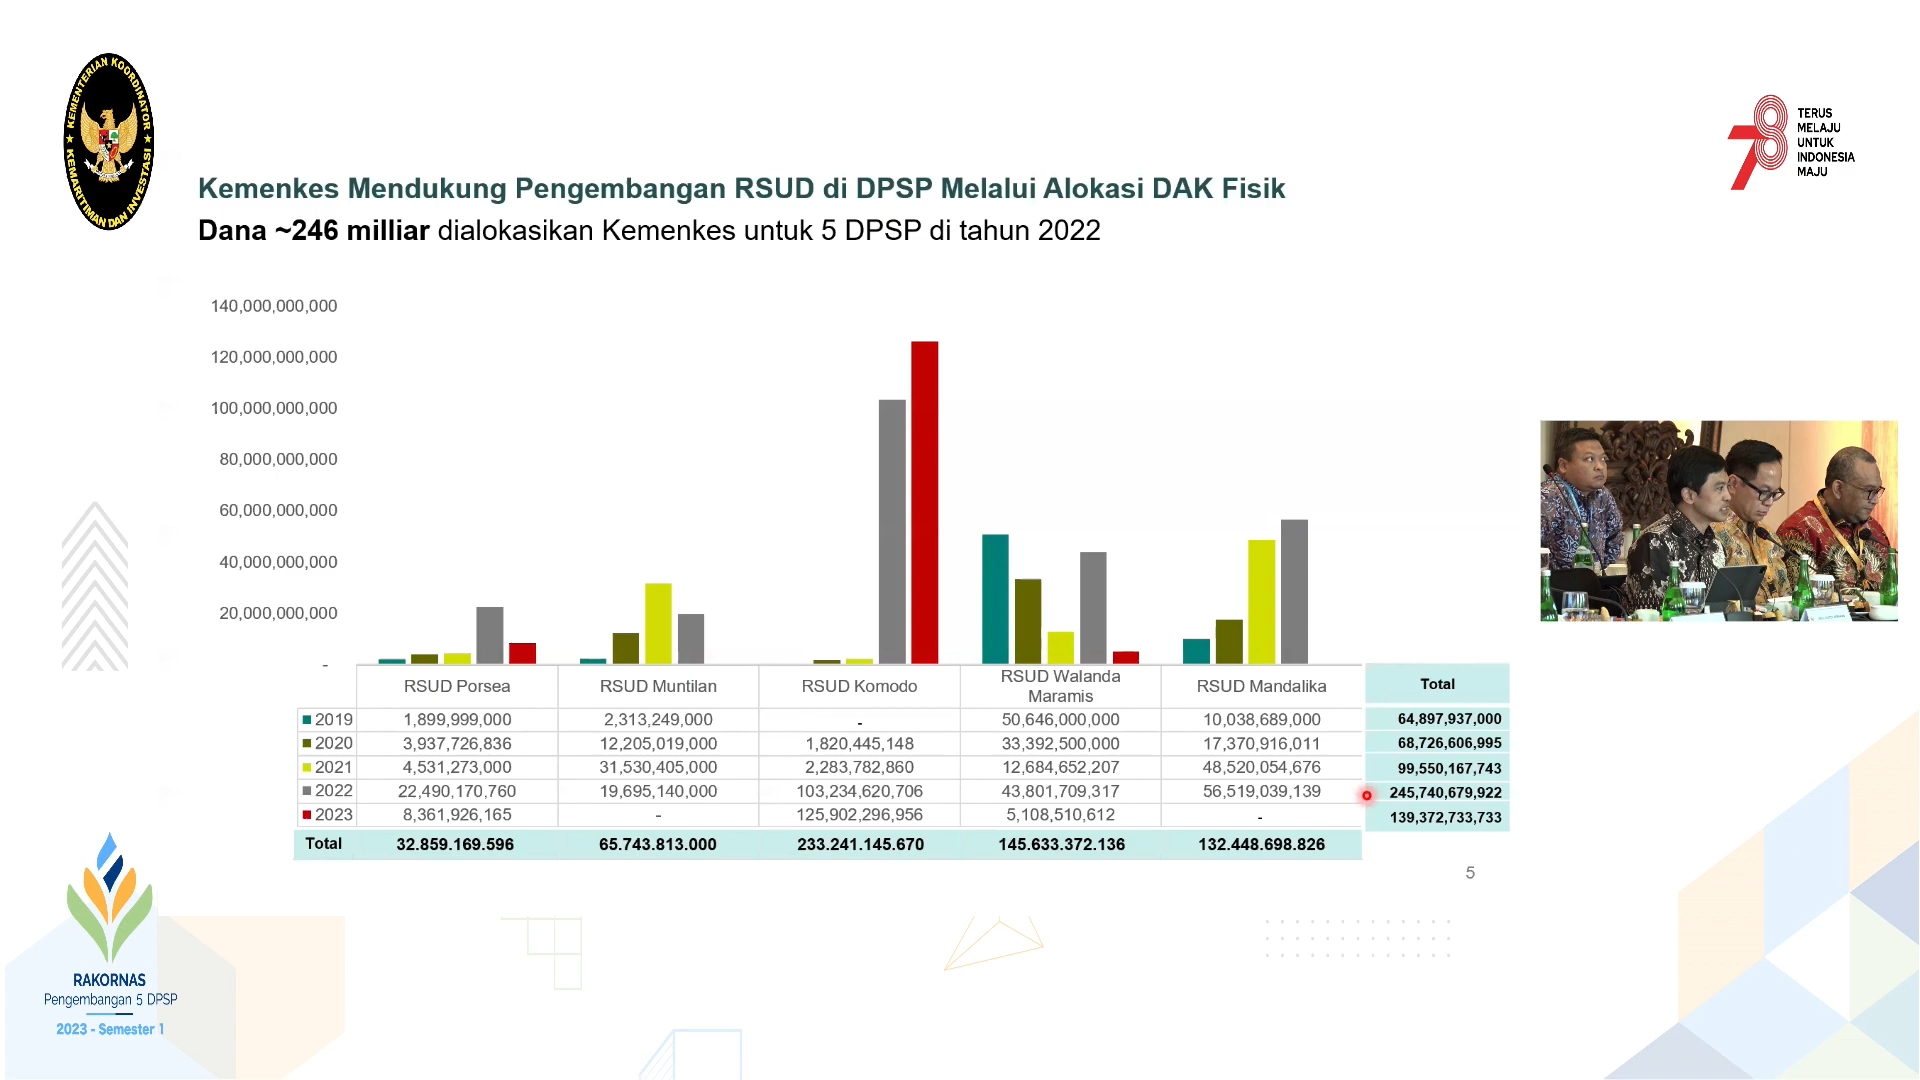 KEMENTERIAN KOORDINATOR
KEMARITIMAN DAN INVESTASI
78
TERUS
MELAJU
UNTUK
INDONESIA
MAJU
Kemenkes Mendukung Pengembangan RSUD di DPSP Melalui Alokasi DAK Fisik
Dana ~246 milliar dialokasikan Kemenkes untuk 5 DPSP di tahun 2022
140,000,000,000
120,000,000,000
100,000,000,000
80,000,000,000
60,000,000,000
40,000,000,000
20,000,000,000
-
RSUD Porsea RSUD Muntilan RSUD Komodo RSUD Walanda Maramis RSUD Mandalika Total
2019 1,899,999,000 2,313,249,000 - 50,646,000,000 10,038,689,000 64,897,937,000
2020 3,937,726,836 12,205,019,000 1,820,445,148 33,392,500,000 17,370,916,011 68,726,606,995
2021 4,531,273,000 31,530,405,000 2,283,782,860 12,684,652,207 48,520,054,676 99,550,167,743
2022 22,490,170,760 19,695,140,000 103,234,620,706 43,801,709,317 56,519,039,139 245,740,679,922
2023 8,361,926,165 - 125,902,296,956 5,108,510,612 - 139,372,733,733
Total 32.859.169.596 65.743.813.000 233.241.145.670 145.633.372.136 132.448.698.826
5
RAKORNAS
Pengembangan 5 DPSP
2023 - Semester 1